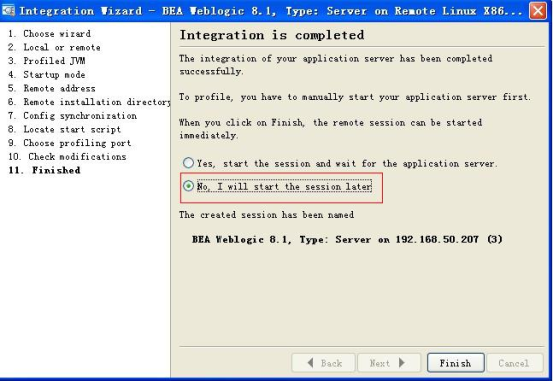 Integration Wizard - BEA Weblogic 8.1, Type: Server on Remote Linux X86...
1. Choose wizard
2. Local or remote
3. Profiled JVM
4. Startup mode
5. Remote address
6. Remote installation directory
7. Config synchronization
8. Locate start script
9. Choose profiling port
10. Check modifications
11. Finished
Integration is completed
The integration of your application server has been completed
successfully.
To profile, you have to manually start your application server first.
When you click on Finish, the remote session can be started
immediately.
Yes, start the session and wait for the application server.
No, I will start the session later
The created session has been named
BEA Weblogic 8.1, Type: Server on 192.168.50.207 (3)
Back
Next
Finish
Cancel